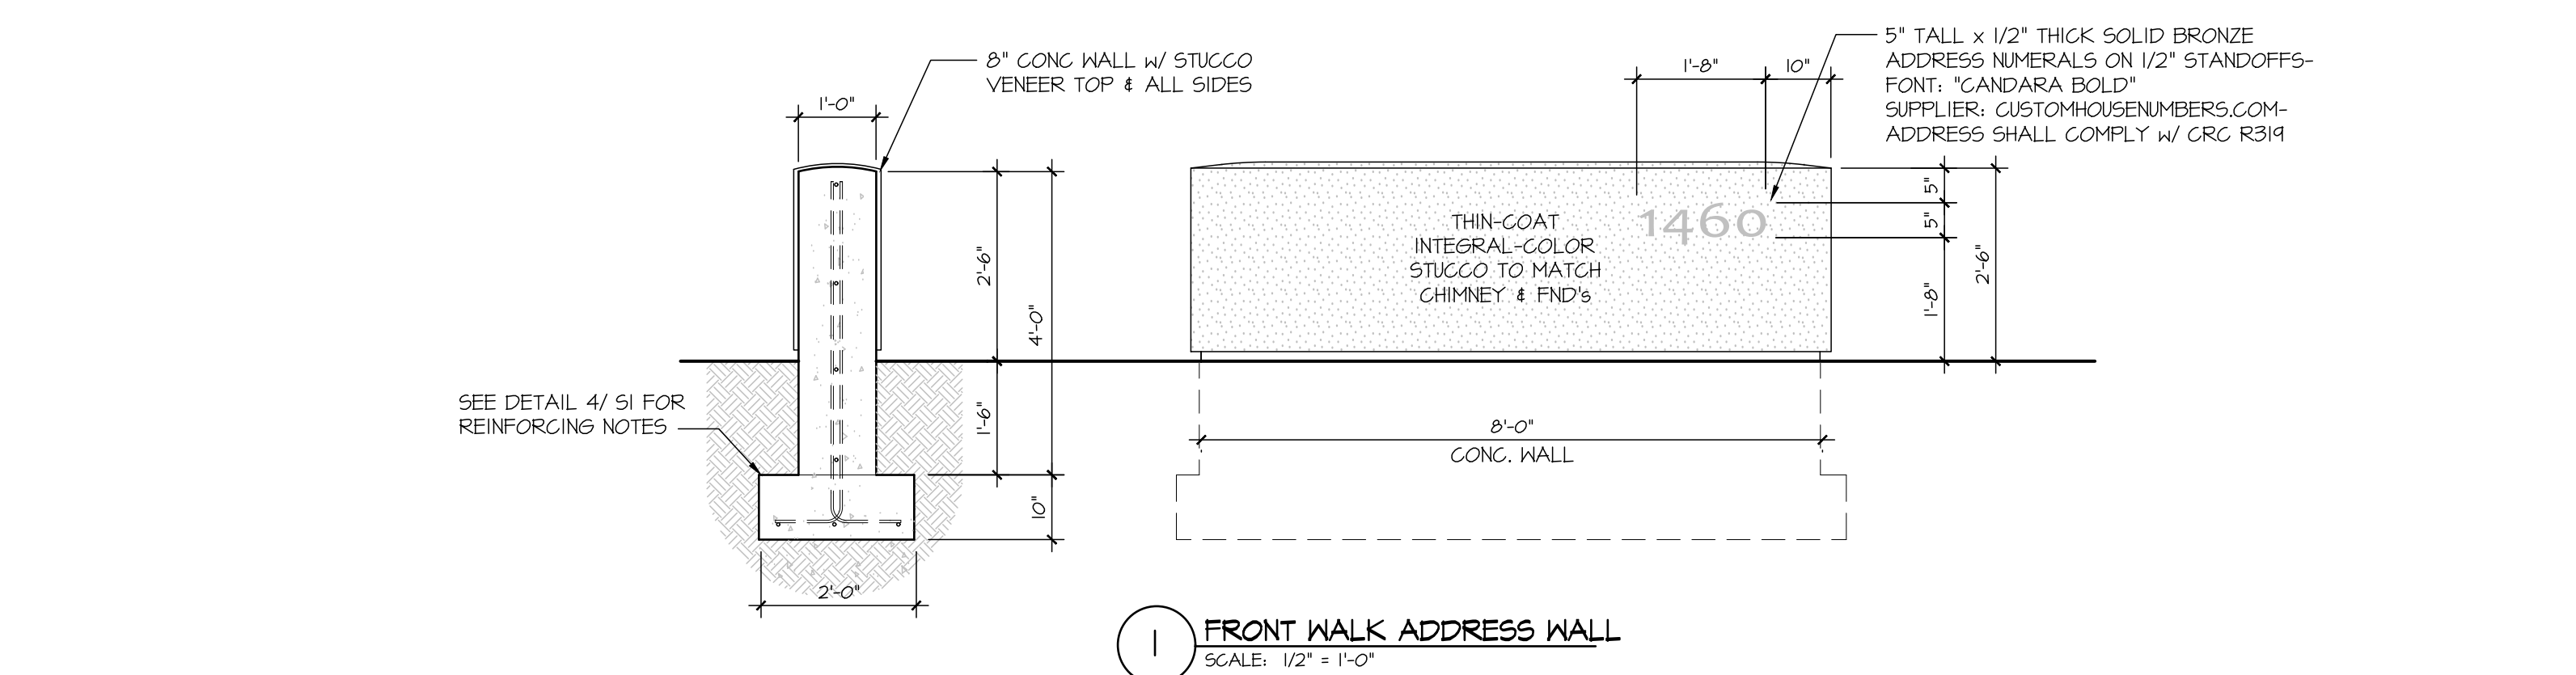 8" CONC WALL w/ STUCCO
VENEER TOP & ALL SIDES
1'-0"
2'-6"
4'-0"
1'-6"
10"
2'-0"
SEE DETAIL 4/ S1 FOR
REINFORCING NOTES
1'-8"
10"
5" TALL x 1/2" THICK SOLID BRONZE
ADDRESS NUMERALS ON 1/2" STANDOFFS-
FONT: "CANDARA BOLD"
SUPPLIER: CUSTOMHOUSENUMBERS.COM-
ADDRESS SHALL COMPLY w/ CRC R319
THIN-COAT
INTEGRAL-COLOR
STUCCO TO MATCH
CHIMNEY & FND's
1460
5"
5"
1'-8"
2'-6"
8'-0"
CONC. WALL
1
FRONT WALK ADDRESS WALL
SCALE: 1/2" = 1'-0"